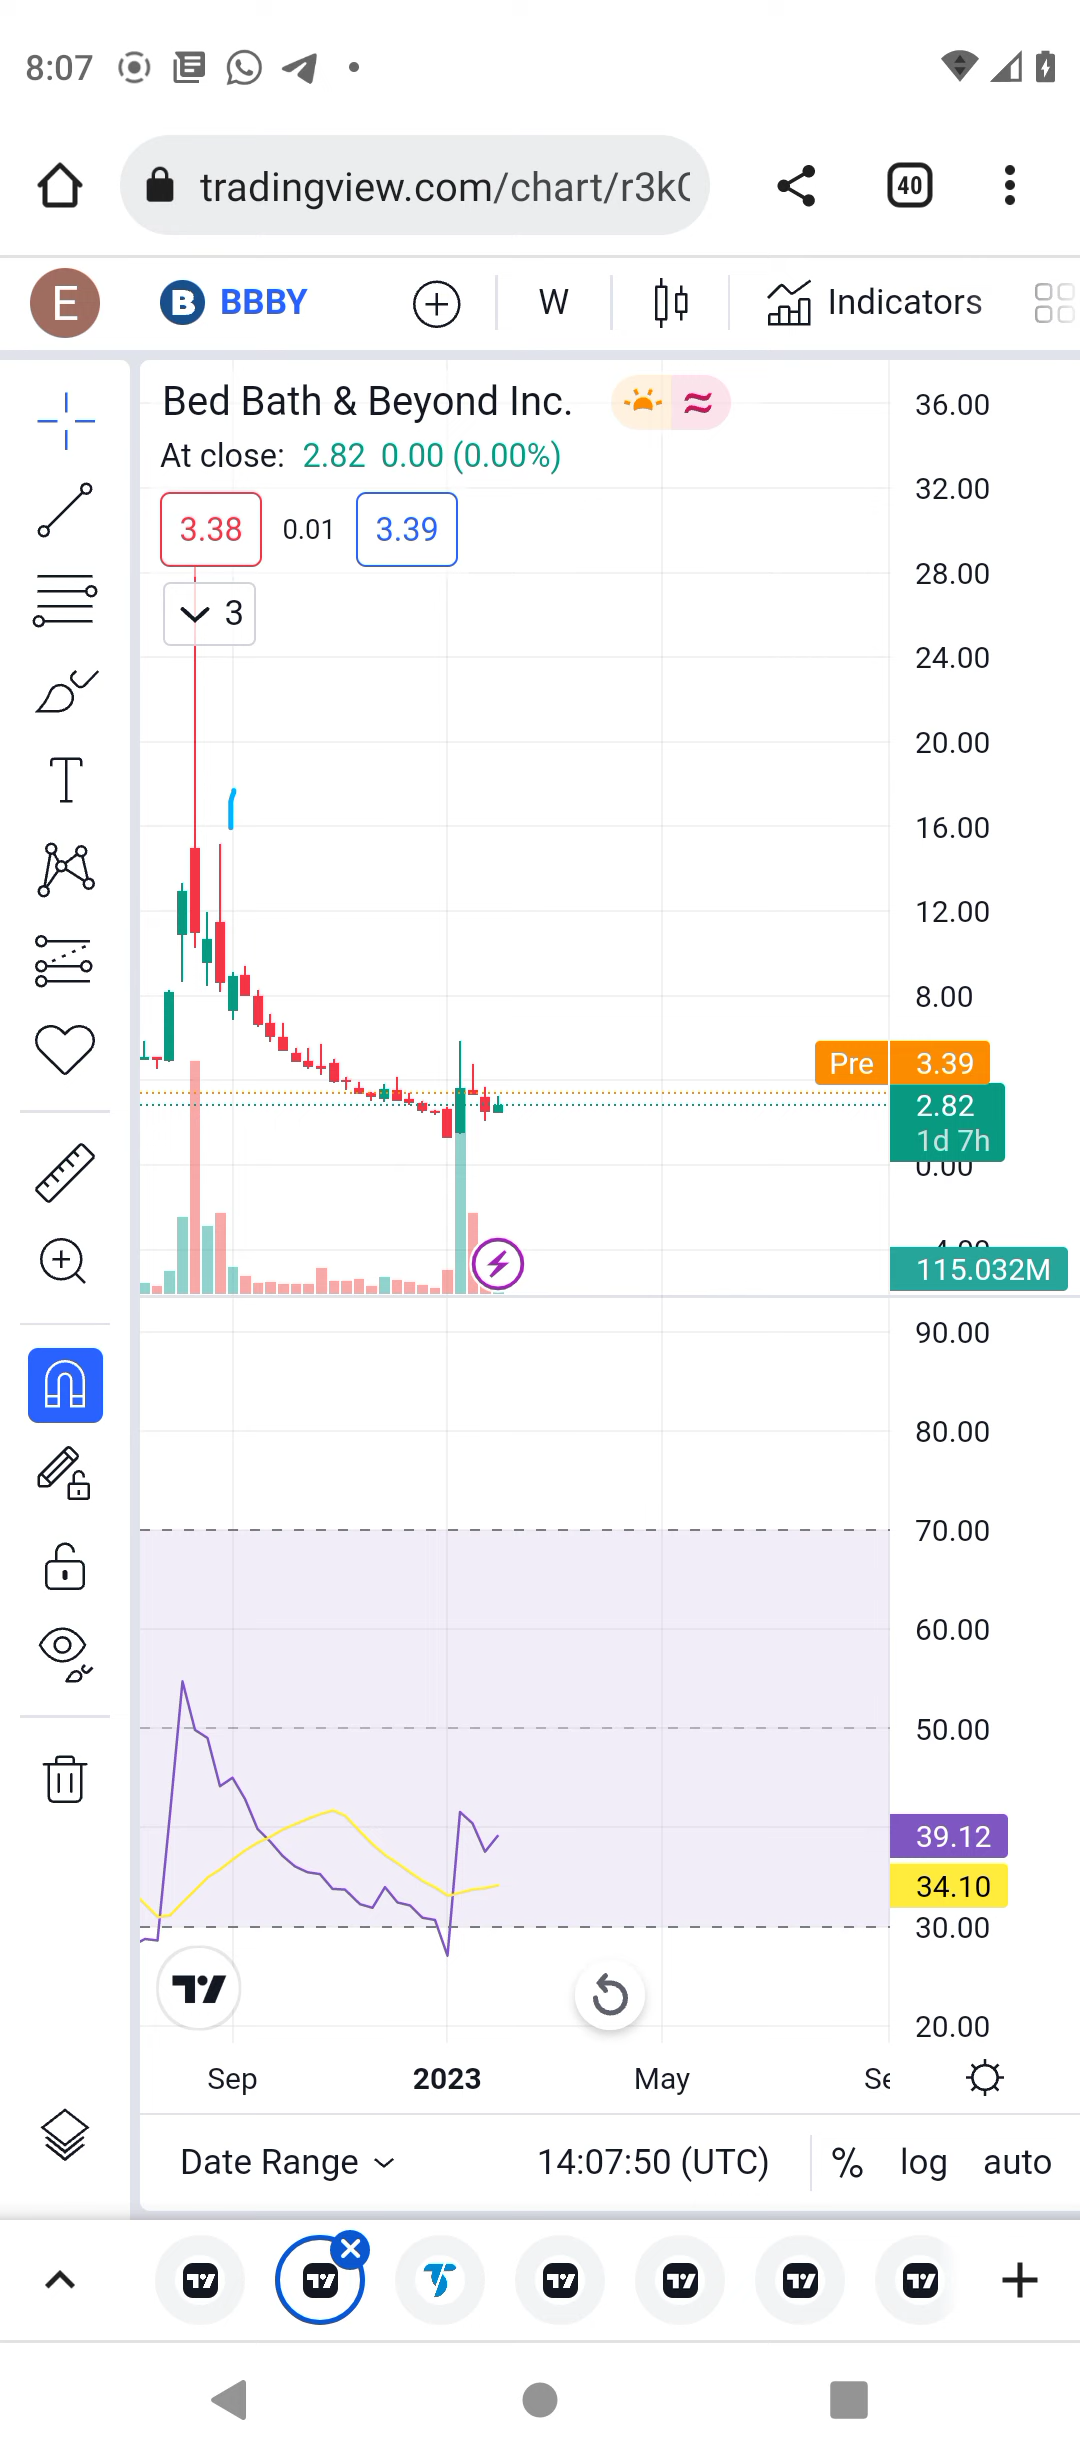 8:07
tradingview.com/chart/r3k
40
E
B BBBY
W
Indicators
Bed Bath & Beyond Inc.
At close: 2.82 0.00 (0.00%)
3.38 0.01 3.39
3
36.00
32.00
28.00
24.00
20.00
16.00
12.00
8.00
Pre 3.39
2.82
1d 7h
0.00
115.032M
90.00
80.00
70.00
60.00
50.00
39.12
34.10
30.00
20.00
Sep 2023 May Se
Date Range 14:07:50 (UTC) % log auto